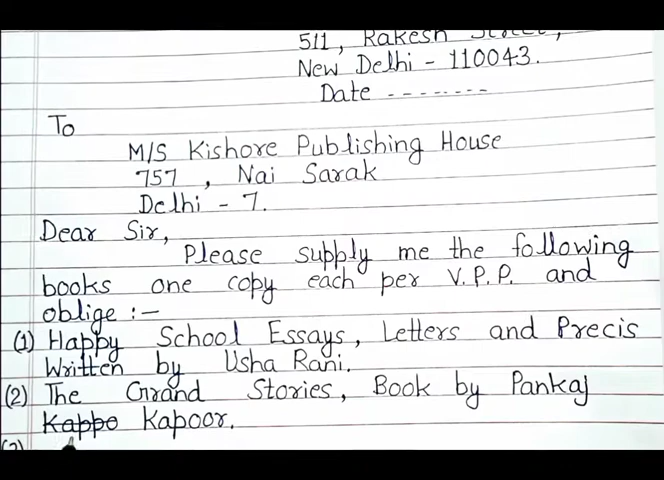 511, Rakesh Street,
New Delhi - 110043.
Date --------
To
M/S Kishore Publishing House
757, Nai Sarak
Delhi - 7.
Dear Sir,
Please supply me the following
books one copy each per V.P.P. and
oblige :-
(1) Happy School Essays, Letters and Precis
Written by Usha Rani.
(2) The Grand Stories, Book by Pankaj
Kappo Kapoor.
(3)